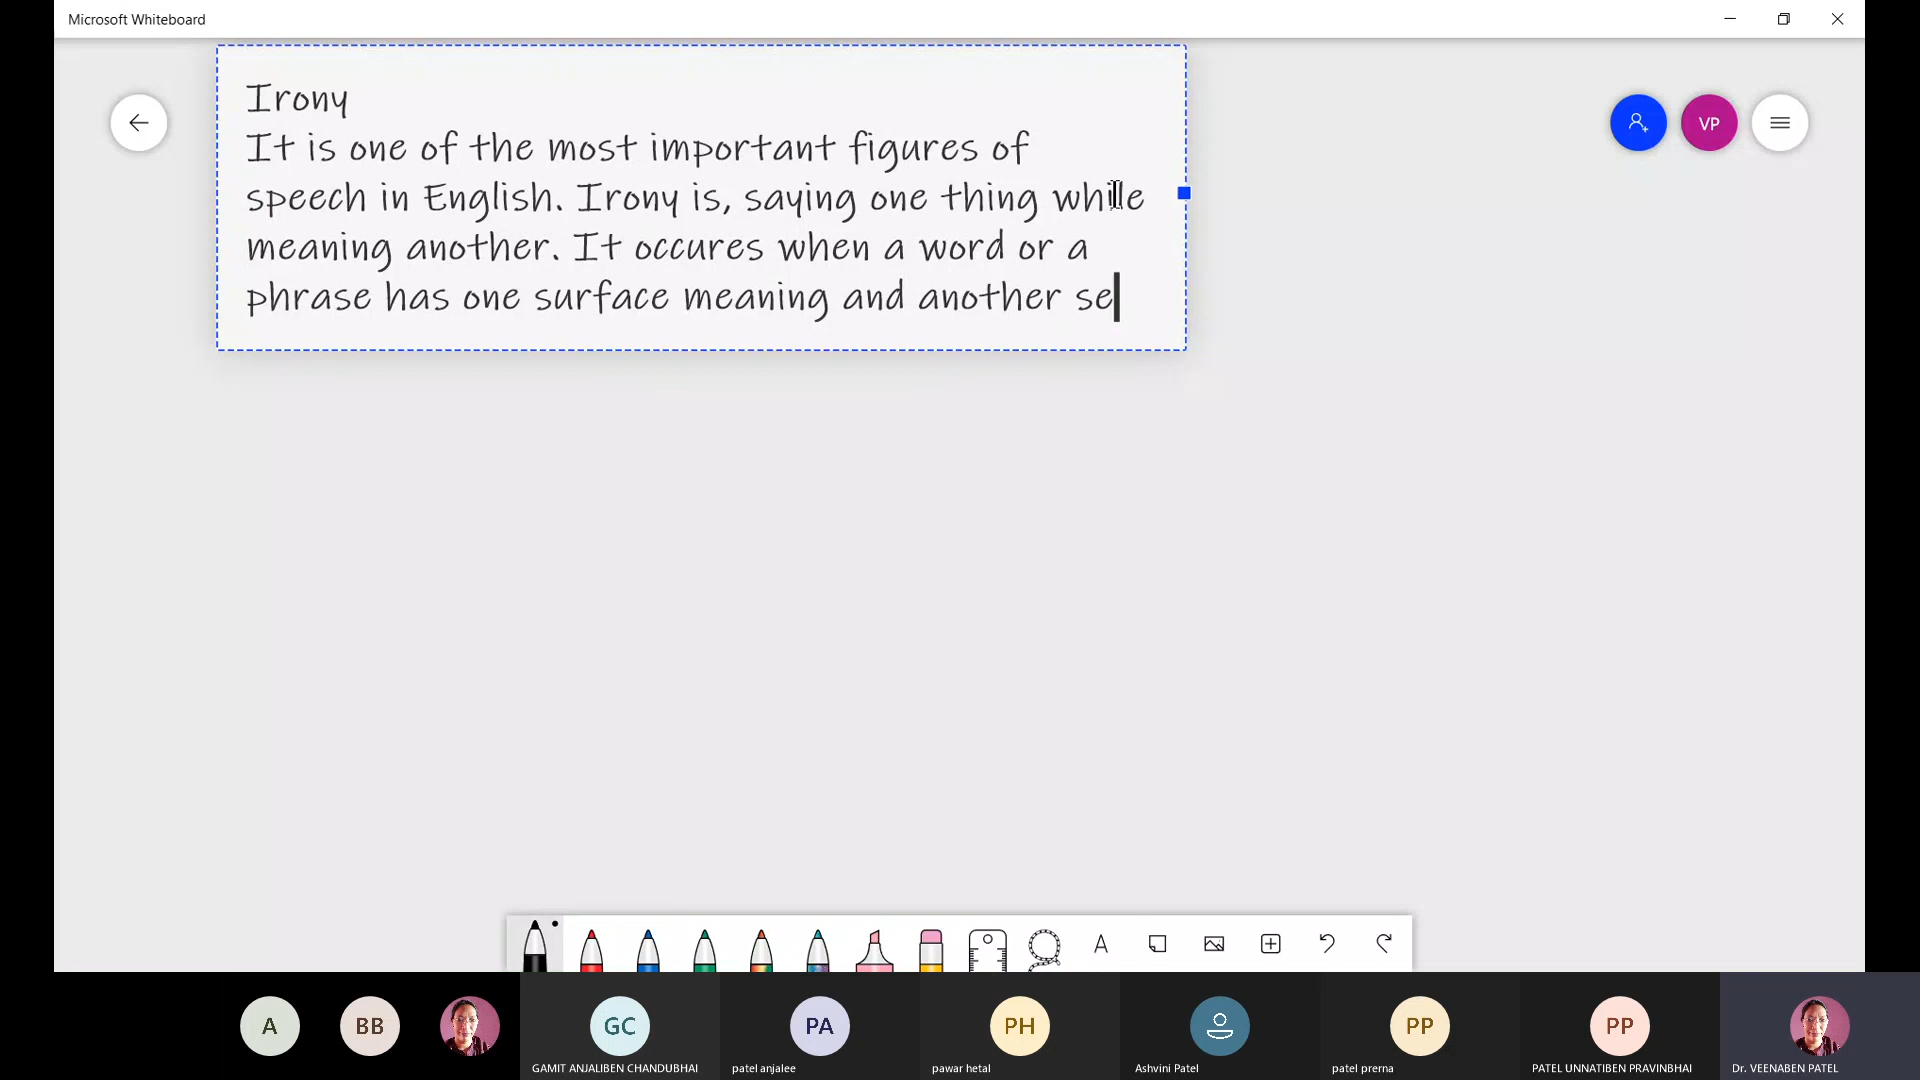 Microsoft Whiteboard
Irony
It is one of the most important figures of
speech in English. Irony is, saying one thing while
meaning another. It occures when a word or a
phrase has one surface meaning and another se
VP
A
BB
GC
GAMIT ANJALIBEN CHANDUBHAI
PA
patel anjalee
PH
pawar hetal
Ashvini Patel
PP
patel prerna
PP
PATEL UNNATIBEN PRAVINBHAI
Dr. VEENABEN PATEL